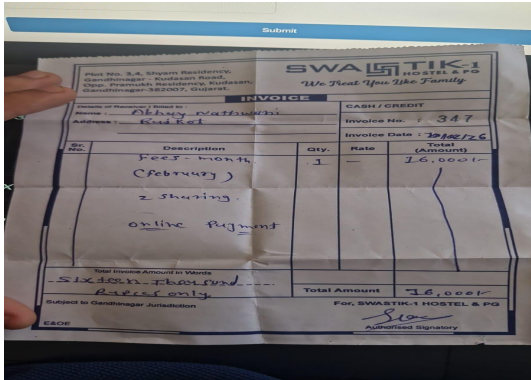 Submit
Plot No. 3,4, Shyam Residency,
Gandhinagar - Kudasan Road,
Opp. Pramukh Residency, Kudasan,
Gandhinagar-382007, Gujarat.
SWASTIK-1
HOSTEL & PG
We Treat You Like Family
INVOICE
Details of Receiver / Billed to :
Name : Abhay Nathwani
Address : Rajkot
CASH / CREDIT
Invoice No. : 347
Invoice Date :
Sr. No. Description Qty. Rate Total (Amount)
Fees - month 1 — 16,000/-
(February)
2 sharing.
online Payment
Total Invoice Amount in Words
Sixteen Thousand
Rupees only
Total Amount 16,000/-
Subject to Gandhinagar Jurisdiction
For, SWASTIK-1 HOSTEL & PG
E&OE
Authorised Signatory